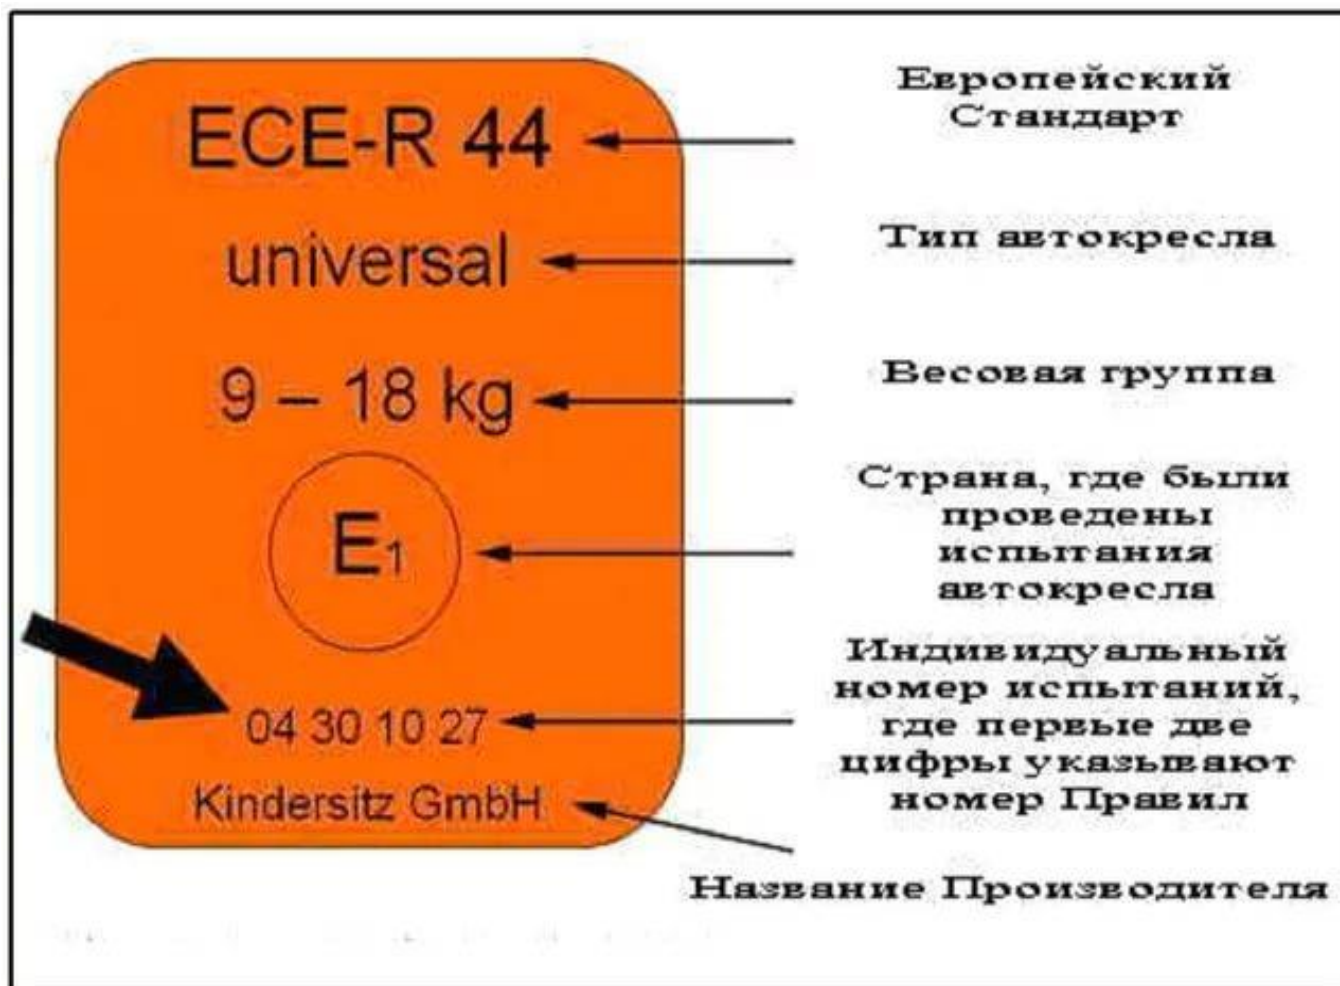 ECE-R 44
Европейский
Стандарт
universal
Тип автокресла
9 – 18 kg
Весовая группа
E1
Страна, где были
проведены
испытания
автокресла
04 30 10 27
Индивидуальный
номер испытаний,
где первые две
цифры указывают
номер Правил
Kindersitz GmbH
Название Производителя